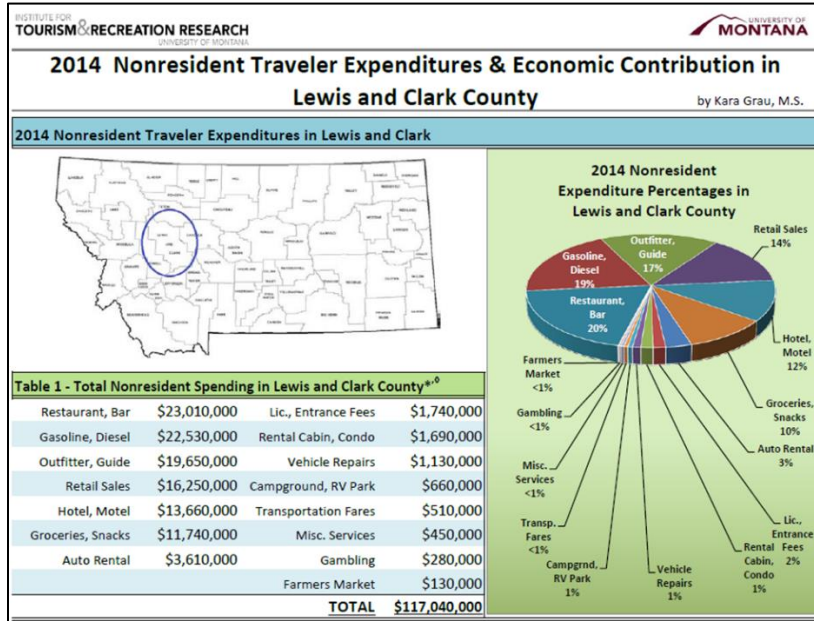 INSTITUTE FOR
TOURISM&RECREATION RESEARCH
UNIVERSITY OF MONTANA
UNIVERSITY OF
MONTANA
2014 Nonresident Traveler Expenditures & Economic Contribution in
Lewis and Clark County
by Kara Grau, M.S.
2014 Nonresident Traveler Expenditures in Lewis and Clark
Table 1 - Total Nonresident Spending in Lewis and Clark County*,◊
Restaurant, Bar $23,010,000 Lic., Entrance Fees $1,740,000
Gasoline, Diesel $22,530,000 Rental Cabin, Condo $1,690,000
Outfitter, Guide $19,650,000 Vehicle Repairs $1,130,000
Retail Sales $16,250,000 Campground, RV Park $660,000
Hotel, Motel $13,660,000 Transportation Fares $510,000
Groceries, Snacks $11,740,000 Misc. Services $450,000
Auto Rental $3,610,000 Gambling $280,000
Farmers Market $130,000
TOTAL $117,040,000
2014 Nonresident
Expenditure Percentages in
Lewis and Clark County
Outfitter,
Guide
17%
Retail Sales
14%
Gasoline,
Diesel
19%
Restaurant,
Bar
20%
Hotel,
Motel
12%
Farmers
Market
<1%
Groceries,
Snacks
10%
Gambling
<1%
Auto Rental
3%
Misc.
Services
<1%
Transp.
Fares
<1%
Lic.,
Entrance
Fees
2%
Campgrnd,
RV Park
1%
Vehicle
Repairs
1%
Rental
Cabin,
Condo
1%